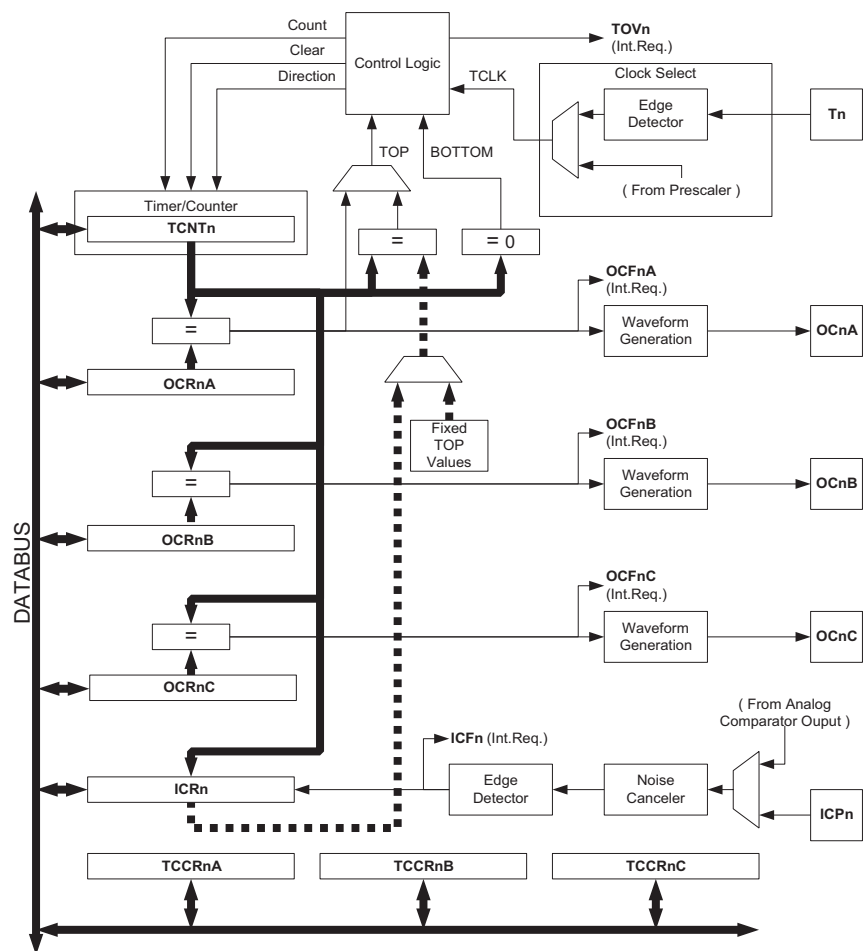 Count
Clear
Direction
Control Logic
TOVn
(Int.Req.)
TCLK
Clock Select
Edge
Detector
Tn
( From Prescaler )
TOP
BOTTOM
Timer/Counter
TCNTn
=
= 0
OCFnA
(Int.Req.)
=
Waveform
Generation
OCnA
OCRnA
Fixed
TOP
Values
OCFnB
(Int.Req.)
=
Waveform
Generation
OCnB
OCRnB
DATABUS
OCFnC
(Int.Req.)
=
Waveform
Generation
OCnC
OCRnC
( From Analog
Comparator Ouput )
ICFn (Int.Req.)
ICRn
Edge
Detector
Noise
Canceler
ICPn
TCCRnA
TCCRnB
TCCRnC